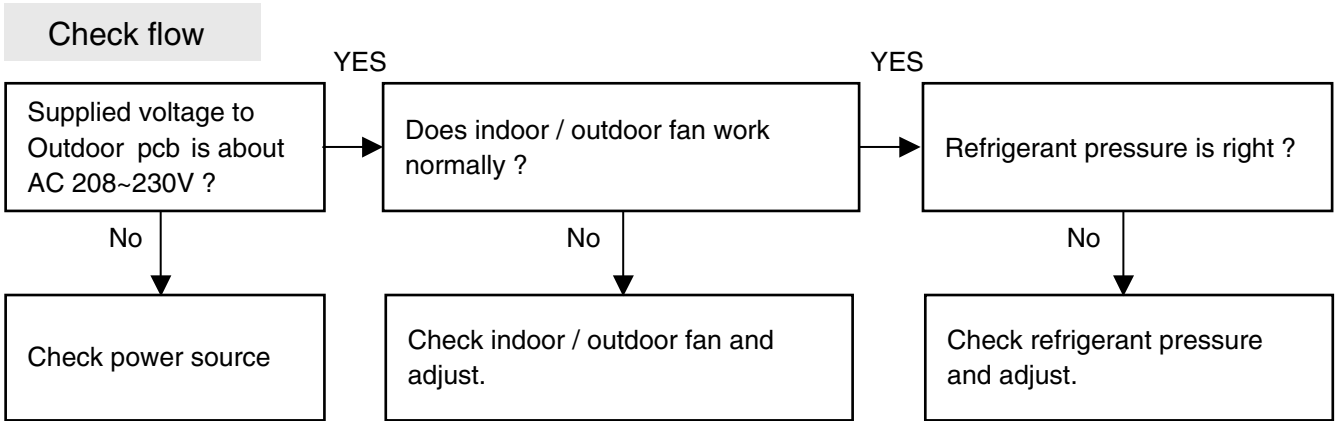 Check flow
YES
YES
Supplied voltage to
Outdoor pcb is about
AC 208~230V ?
Does indoor / outdoor fan work
normally ?
Refrigerant pressure is right ?
No
No
No
Check power source
Check indoor / outdoor fan and
adjust.
Check refrigerant pressure
and adjust.